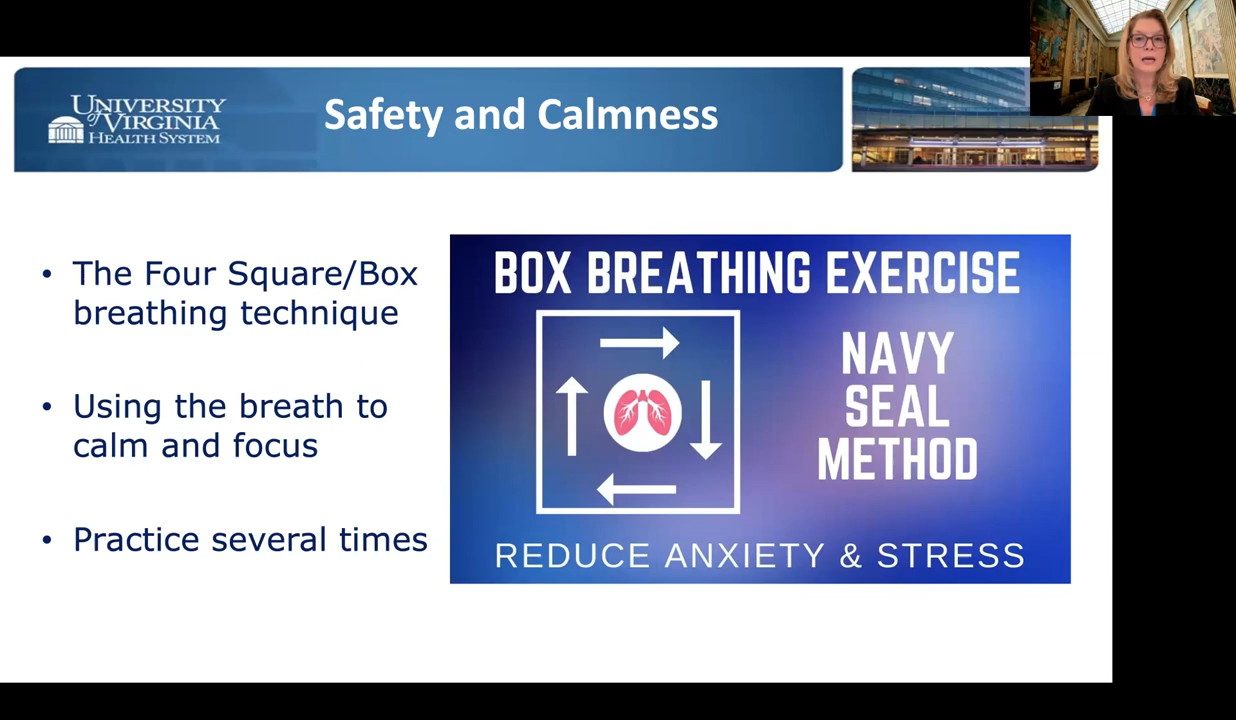 UNIVERSITY
of VIRGINIA
HEALTH SYSTEM
Safety and Calmness
• The Four Square/Box
breathing technique
• Using the breath to
calm and focus
• Practice several times
BOX BREATHING EXERCISE
NAVY
SEAL
METHOD
REDUCE ANXIETY & STRESS